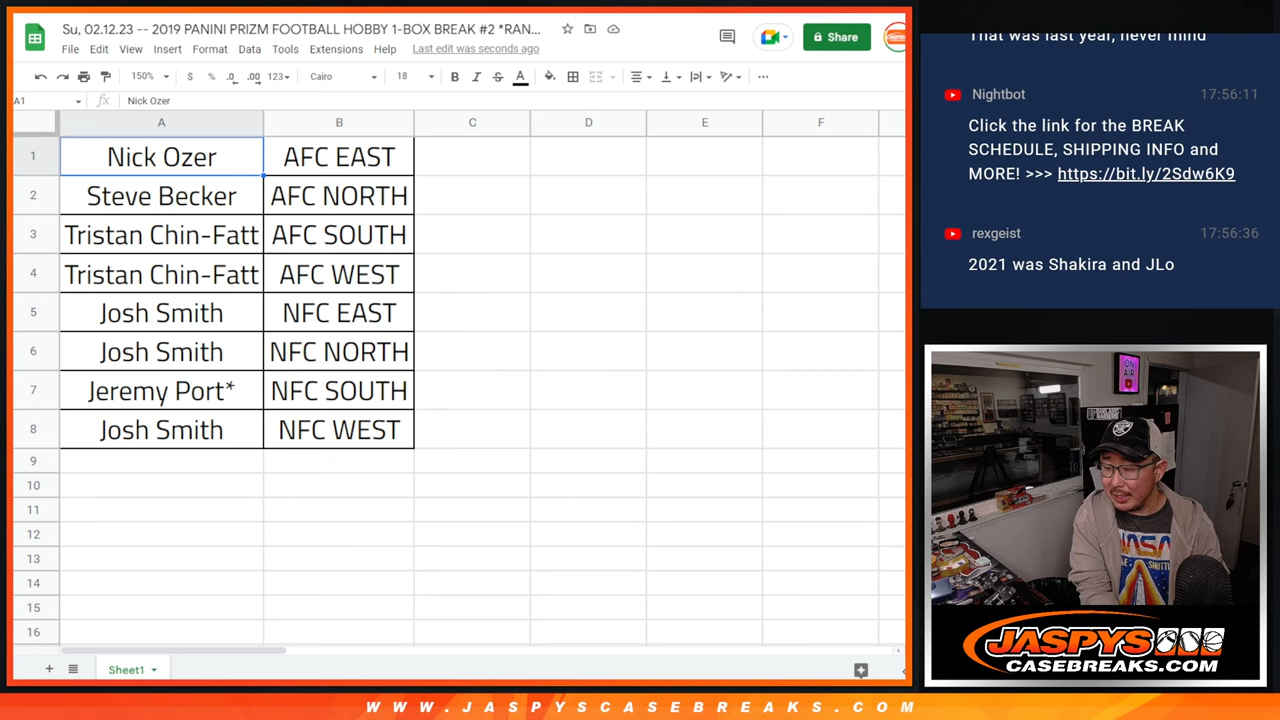 Su, 02.12.23 -- 2019 PANINI PRIZM FOOTBALL HOBBY 1-BOX BREAK #2 *RAN...
File Edit View Insert Format Data Tools Extensions Help Last edit was seconds ago
Share
150% $ % .0 .00 123 Cairo 18 B I S A
A1 fx Nick Ozer
A B C D E F
1 Nick Ozer AFC EAST
2 Steve Becker AFC NORTH
3 Tristan Chin-Fatt AFC SOUTH
4 Tristan Chin-Fatt AFC WEST
5 Josh Smith NFC EAST
6 Josh Smith NFC NORTH
7 Jeremy Port* NFC SOUTH
8 Josh Smith NFC WEST
9
10
11
12
13
14
15
16
Sheet1
That was last year, never mind
Nightbot 17:56:11
Click the link for the BREAK
SCHEDULE, SHIPPING INFO and
MORE! >>> https://bit.ly/2Sdw6K9
rexgeist 17:56:36
2021 was Shakira and JLo
ON
AIR
NASA
JASPYS
CASEBREAKS.COM
WWW.JASPYSCASEBREAKS.COM